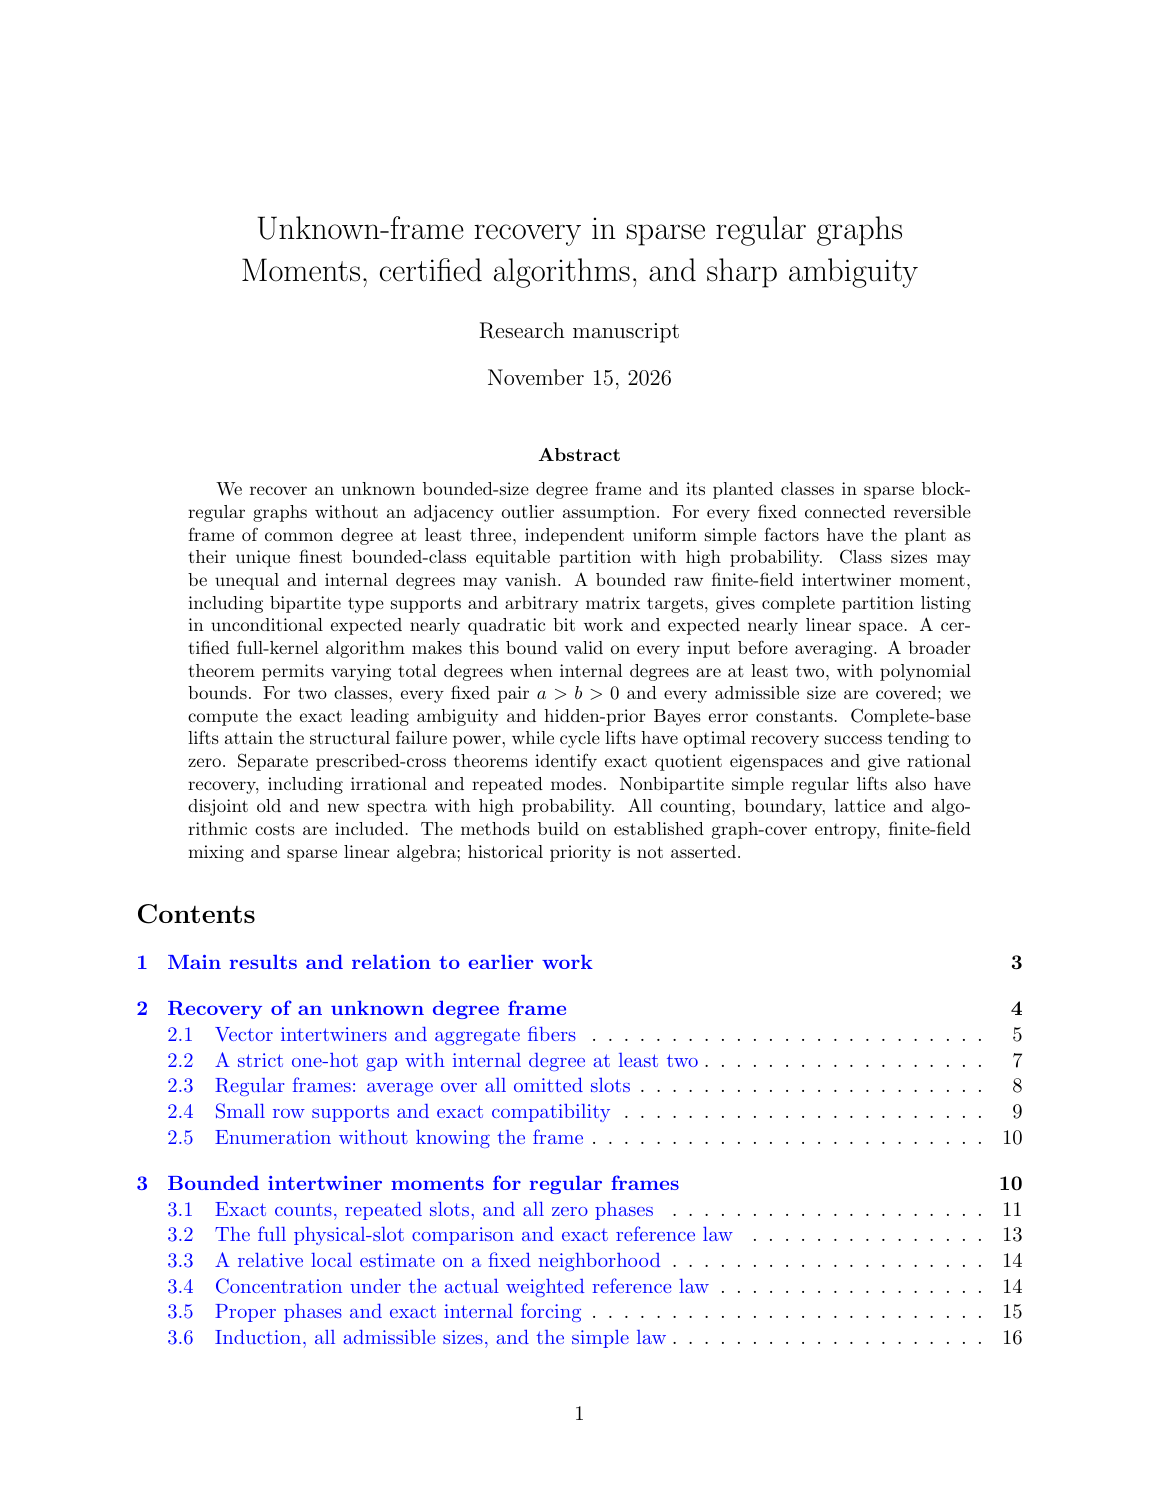 Unknown-frame recovery in sparse regular graphs
Moments, certified algorithms, and sharp ambiguity
Research manuscript
November 15, 2026
Abstract
We recover an unknown bounded-size degree frame and its planted classes in sparse block-
regular graphs without an adjacency outlier assumption. For every fixed connected reversible
frame of common degree at least three, independent uniform simple factors have the plant as
their unique finest bounded-class equitable partition with high probability. Class sizes may
be unequal and internal degrees may vanish. A bounded raw finite-field intertwiner moment,
including bipartite type supports and arbitrary matrix targets, gives complete partition listing
in unconditional expected nearly quadratic bit work and expected nearly linear space. A cer-
tified full-kernel algorithm makes this bound valid on every input before averaging. A broader
theorem permits varying total degrees when internal degrees are at least two, with polynomial
bounds. For two classes, every fixed pair a > b > 0 and every admissible size are covered; we
compute the exact leading ambiguity and hidden-prior Bayes error constants. Complete-base
lifts attain the structural failure power, while cycle lifts have optimal recovery success tending to
zero. Separate prescribed-cross theorems identify exact quotient eigenspaces and give rational
recovery, including irrational and repeated modes. Nonbipartite simple regular lifts also have
disjoint old and new spectra with high probability. All counting, boundary, lattice and algo-
rithmic costs are included. The methods build on established graph-cover entropy, finite-field
mixing and sparse linear algebra; historical priority is not asserted.
Contents
1 Main results and relation to earlier work 3
2 Recovery of an unknown degree frame 4
2.1 Vector intertwiners and aggregate fibers . . . . . . . . . . . . . . . . . . . . . . . . . 5
2.2 A strict one-hot gap with internal degree at least two . . . . . . . . . . . . . . . . . 7
2.3 Regular frames: average over all omitted slots . . . . . . . . . . . . . . . . . . . . . 8
2.4 Small row supports and exact compatibility . . . . . . . . . . . . . . . . . . . . . . 9
2.5 Enumeration without knowing the frame . . . . . . . . . . . . . . . . . . . . . . . . 10
3 Bounded intertwiner moments for regular frames 10
3.1 Exact counts, repeated slots, and all zero phases . . . . . . . . . . . . . . . . . . . 11
3.2 The full physical-slot comparison and exact reference law . . . . . . . . . . . . . . 13
3.3 A relative local estimate on a fixed neighborhood . . . . . . . . . . . . . . . . . . . 14
3.4 Concentration under the actual weighted reference law . . . . . . . . . . . . . . . . 14
3.5 Proper phases and exact internal forcing . . . . . . . . . . . . . . . . . . . . . . . . 15
3.6 Induction, all admissible sizes, and the simple law . . . . . . . . . . . . . . . . . . . 16
1